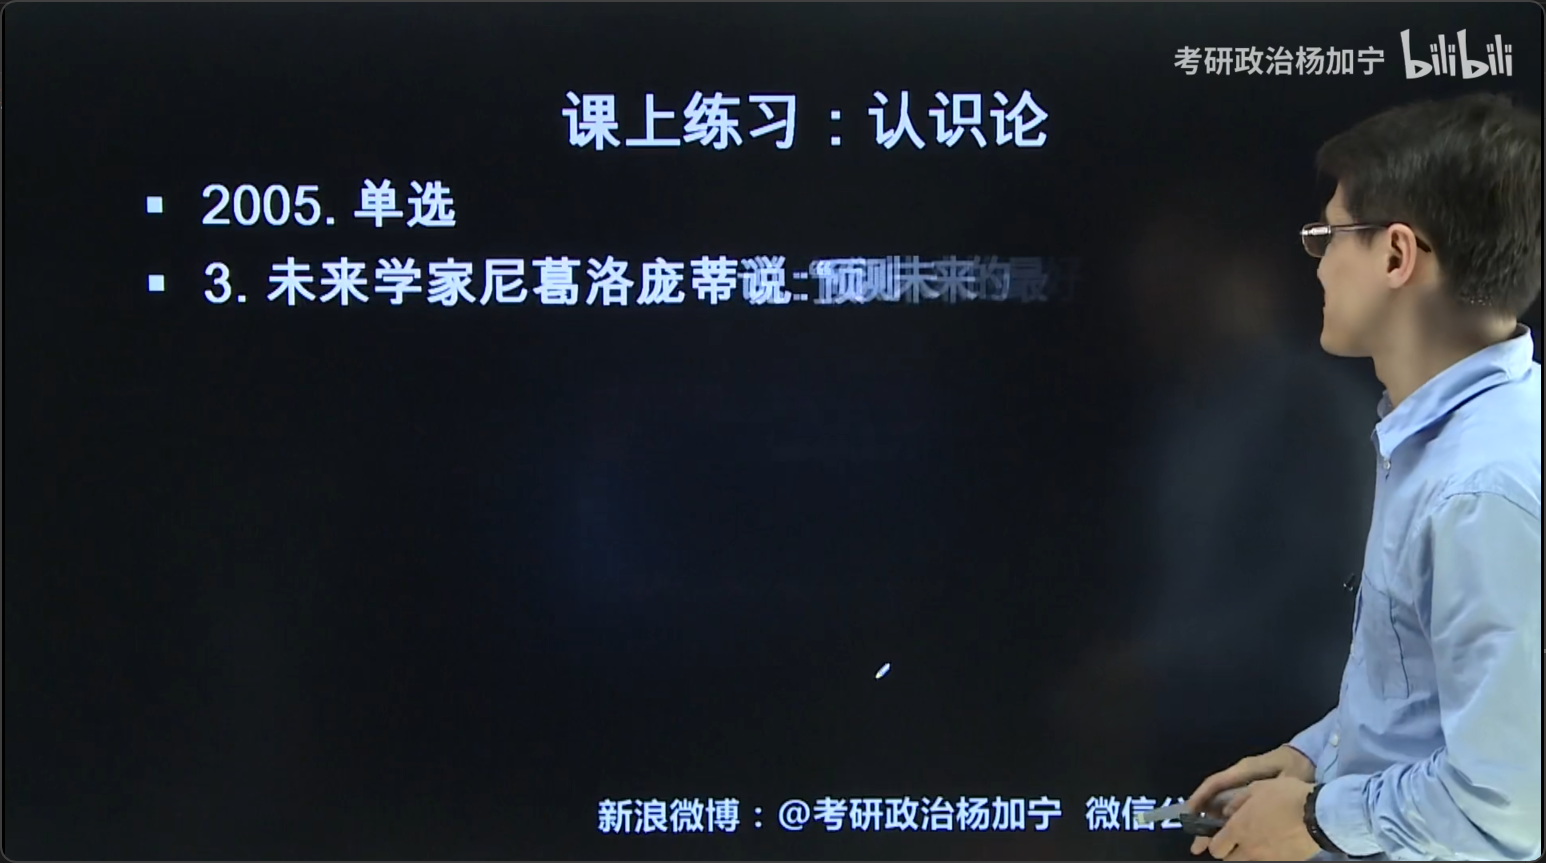 考研政治杨加宁 bilibili
课上练习：认识论
▪ 2005. 单选
▪ 3. 未来学家尼葛洛庞蒂说：“预测未来的最好
新浪微博：@考研政治杨加宁 微信公